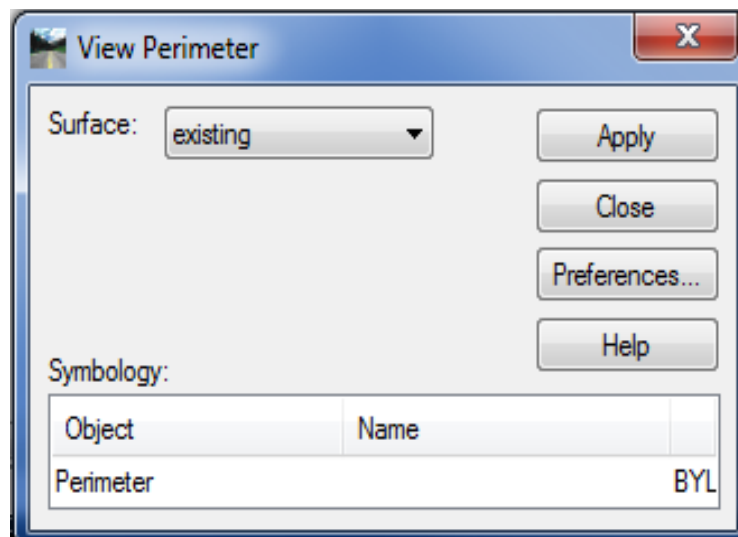 View Perimeter
Surface: existing
Apply
Close
Preferences...
Help
Symbology:
Object Name
Perimeter BYL